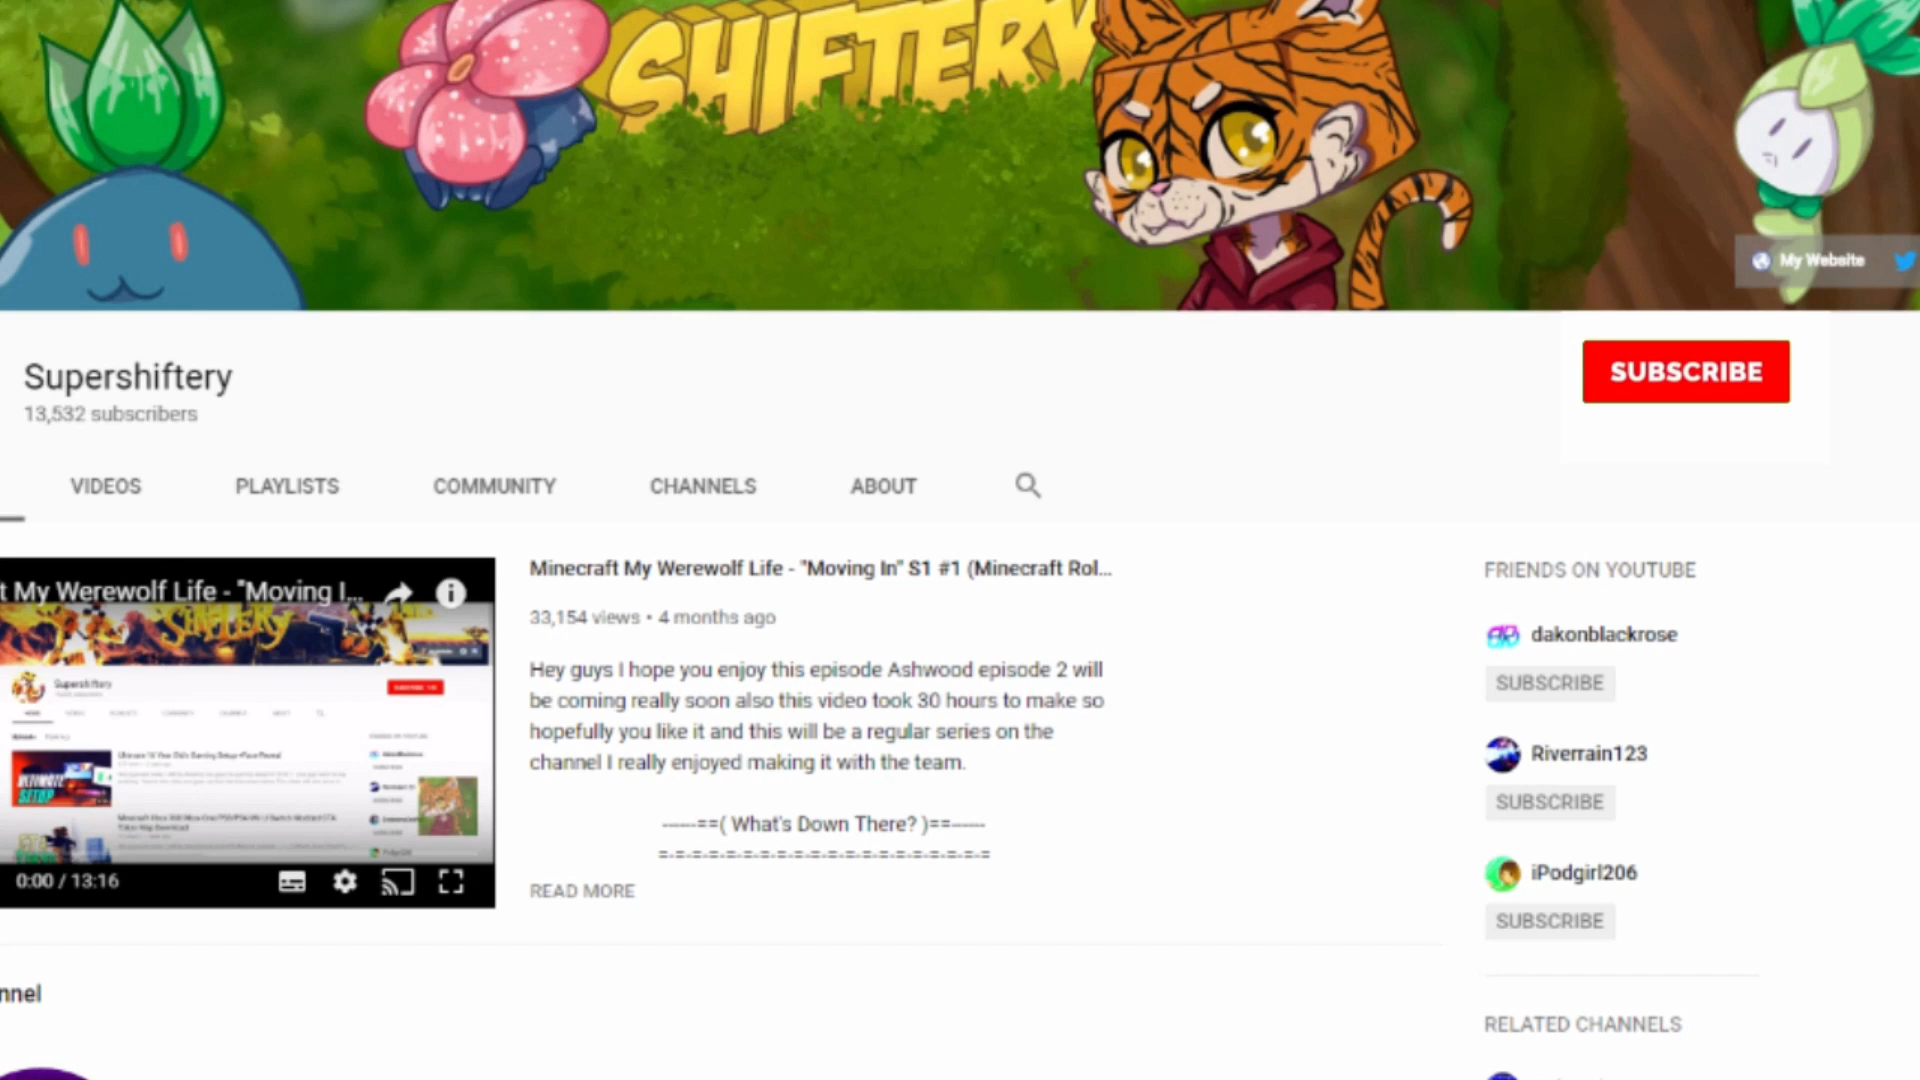 SHIFTERY
My Website
Supershiftery
13,532 subscribers
SUBSCRIBE
VIDEOS
PLAYLISTS
COMMUNITY
CHANNELS
ABOUT
t My Werewolf Life - "Moving I...
SHIFTERY
Supershiftery
ULTIMATE
SETUP
0:00 / 13:16
Minecraft My Werewolf Life - "Moving In" S1 #1 (Minecraft Rol...
33,154 views • 4 months ago
Hey guys I hope you enjoy this episode Ashwood episode 2 will
be coming really soon also this video took 30 hours to make so
hopefully you like it and this will be a regular series on the
channel I really enjoyed making it with the team.
------==( What's Down There? )==------
=-=-=-=-=-=-=-=-=-=-=-=-=-=-=-=-=-=-=-=
READ MORE
FRIENDS ON YOUTUBE
dakonblackrose
SUBSCRIBE
Riverrain123
SUBSCRIBE
iPodgirl206
SUBSCRIBE
RELATED CHANNELS
nnel